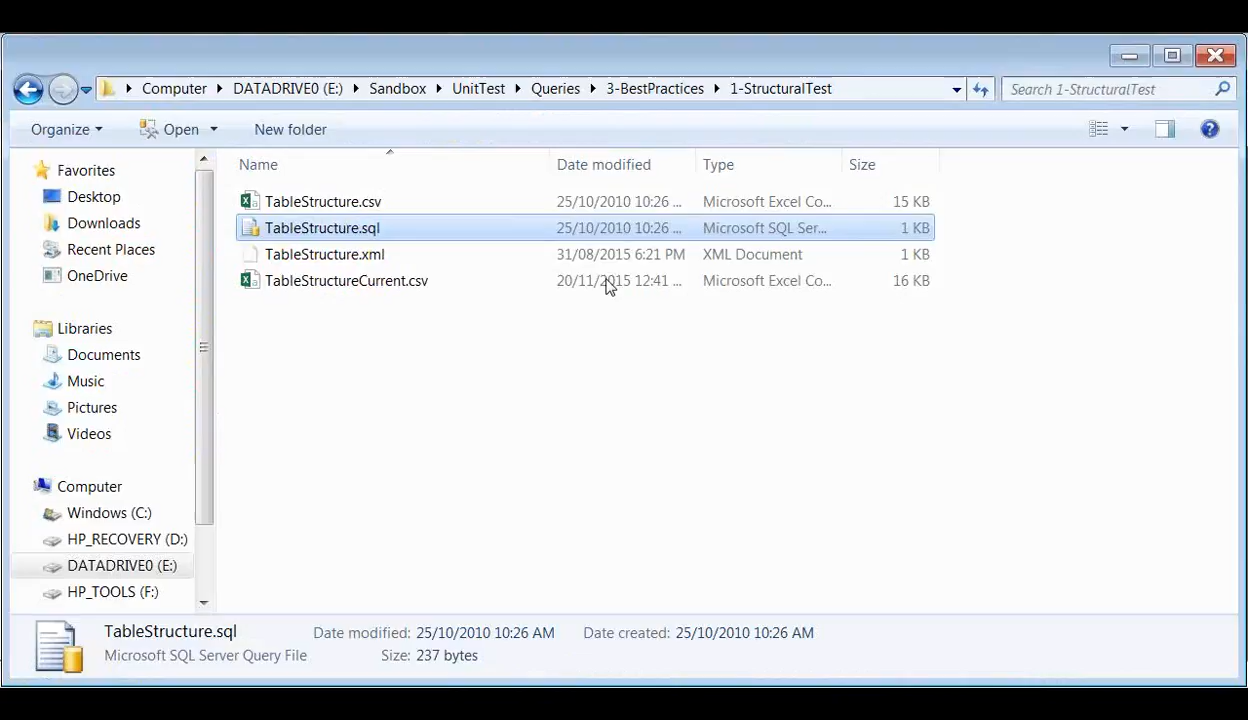 Computer DATADRIVE0 (E:) Sandbox UnitTest Queries 3-BestPractices 1-StructuralTest Search 1-StructuralTest
Organize Open New folder
Favorites
Desktop
Downloads
Recent Places
OneDrive
Libraries
Documents
Music
Pictures
Videos
Computer
Windows (C:)
HP_RECOVERY (D:)
DATADRIVE0 (E:)
HP_TOOLS (F:)
Name Date modified Type Size
TableStructure.csv 25/10/2010 10:26 ... Microsoft Excel Co... 15 KB
TableStructure.sql 25/10/2010 10:26 ... Microsoft SQL Ser... 1 KB
TableStructure.xml 31/08/2015 6:21 PM XML Document 1 KB
TableStructureCurrent.csv 20/11/2015 12:41 ... Microsoft Excel Co... 16 KB
TableStructure.sql Date modified: 25/10/2010 10:26 AM Date created: 25/10/2010 10:26 AM
Microsoft SQL Server Query File Size: 237 bytes